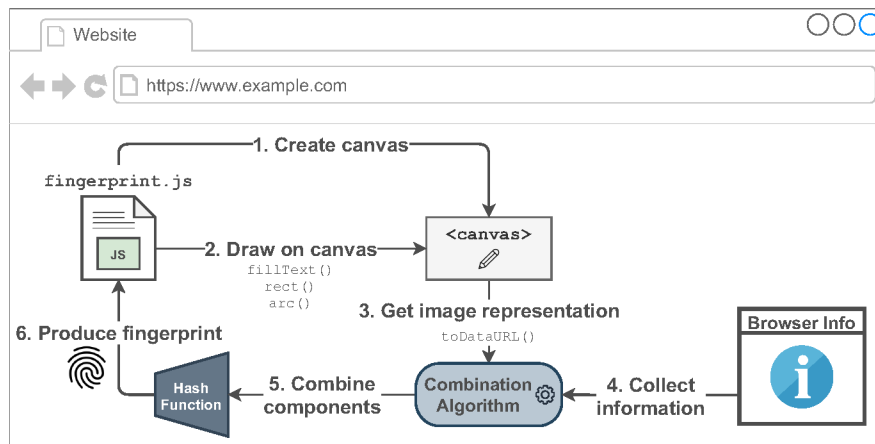 Website
https://www.example.com
1. Create canvas
fingerprint.js
JS
2. Draw on canvas
fillText()
rect()
arc()
<canvas>
3. Get image representation
toDataURL()
6. Produce fingerprint
Browser Info
i
Hash
Function
5. Combine
components
Combination
Algorithm
4. Collect
information